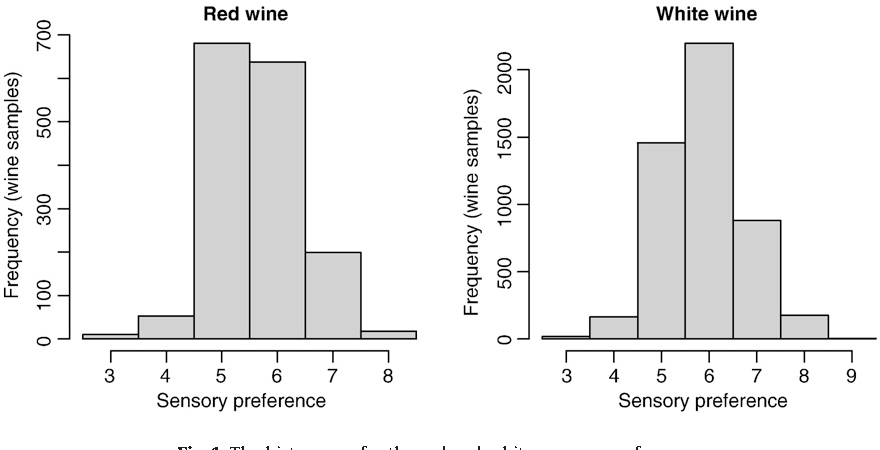 Red wine
Frequency (wine samples)
700
500
300
100
0
3 4 5 6 7 8
Sensory preference
White wine
Frequency (wine samples)
2000
1500
1000
500
0
3 4 5 6 7 8 9
Sensory preference